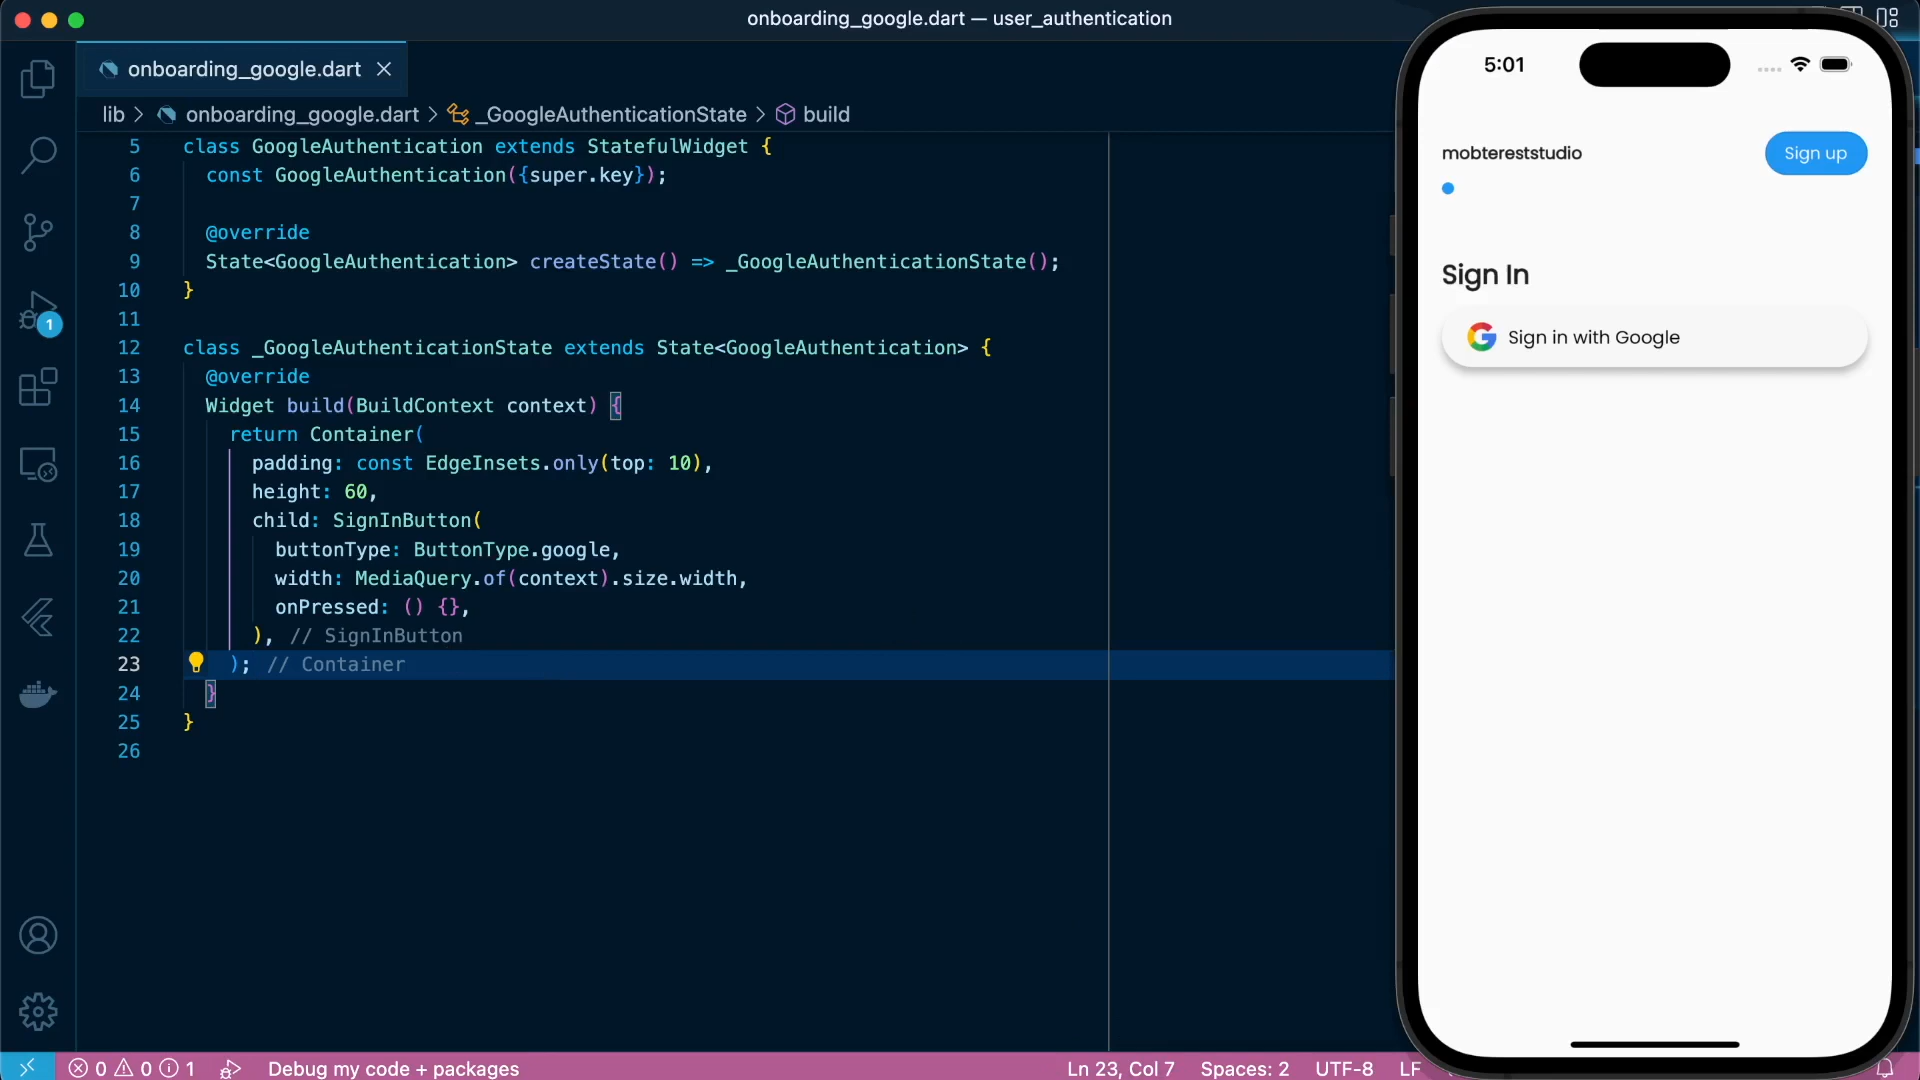 onboarding_google.dart — user_authentication
onboarding_google.dart
lib > onboarding_google.dart > _GoogleAuthenticationState > build
5 class GoogleAuthentication extends StatefulWidget {
6 const GoogleAuthentication({super.key});
7
8 @override
9 State<GoogleAuthentication> createState() => _GoogleAuthenticationState();
10 }
11
12 class _GoogleAuthenticationState extends State<GoogleAuthentication> {
13 @override
14 Widget build(BuildContext context) {
15 return Container(
16 padding: const EdgeInsets.only(top: 10),
17 height: 60,
18 child: SignInButton(
19 buttonType: ButtonType.google,
20 width: MediaQuery.of(context).size.width,
21 onPressed: () {},
22 ), // SignInButton
23 ); // Container
24 }
25 }
26
1
0 0 1 Debug my code + packages Ln 23, Col 7 Spaces: 2 UTF-8 LF
5:01
mobtereststudio
Sign up
Sign In
Sign in with Google